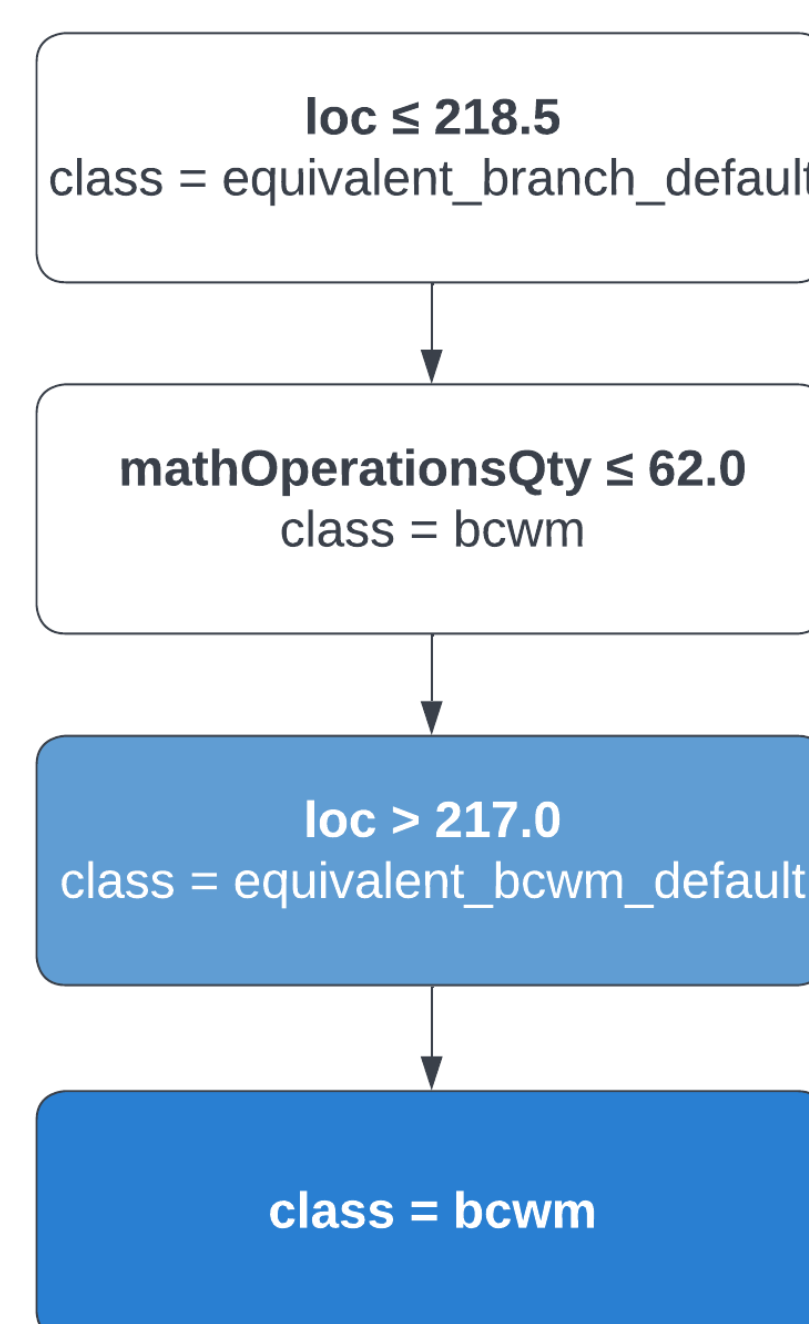 loc ≤ 218.5
class = equivalent_branch_default
mathOperationsQty ≤ 62.0
class = bcwm
loc > 217.0
class = equivalent_bcwm_default
class = bcwm